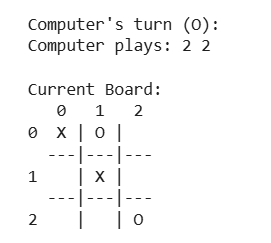 Computer's turn (O):
Computer plays: 2 2
Current Board:
0 1 2
0 X | O |
---|---|---
1 | X |
---|---|---
2 | | O